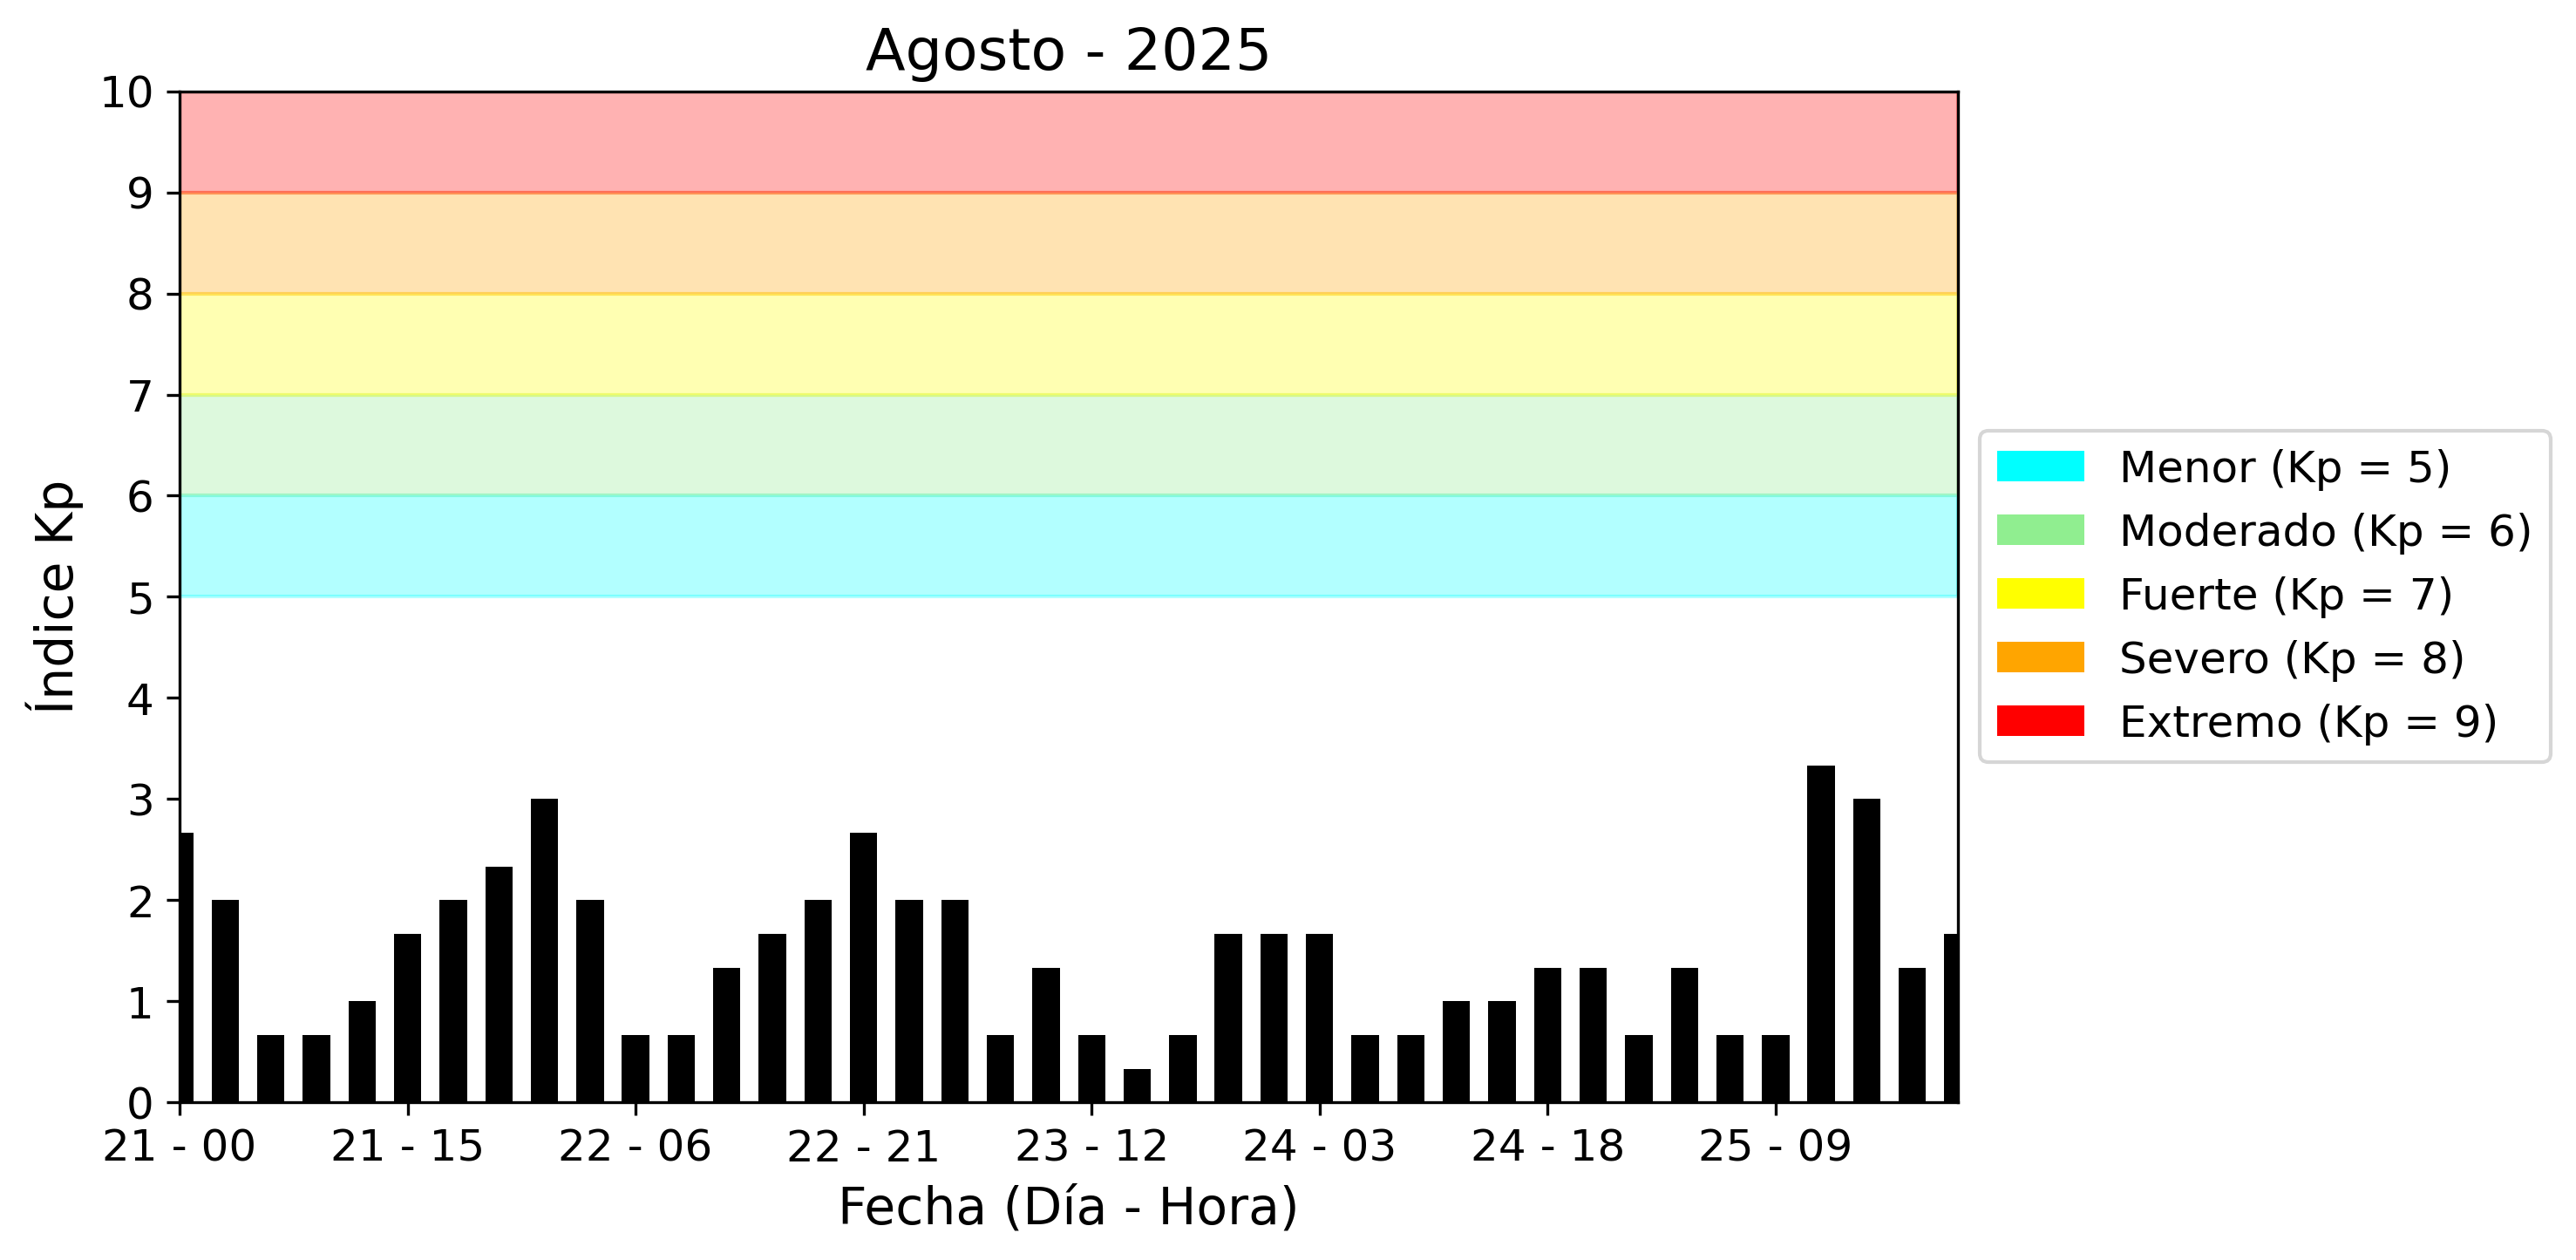 Agosto - 2025
10
9
8
7
6
5
4
3
2
1
0
Índice Kp
21 - 00
21 - 15
22 - 06
22 - 21
23 - 12
24 - 03
24 - 18
25 - 09
Fecha (Día - Hora)
Menor (Kp = 5)
Moderado (Kp = 6)
Fuerte (Kp = 7)
Severo (Kp = 8)
Extremo (Kp = 9)